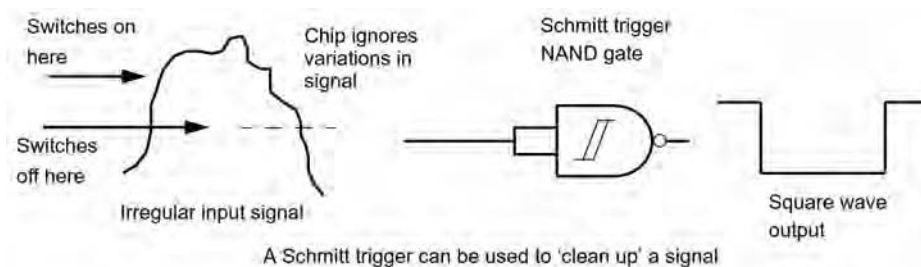 Switches on
here
Chip ignores
variations in
signal
Schmitt trigger
NAND gate
Switches
off here
Irregular input signal
Square wave
output
A Schmitt trigger can be used to 'clean up' a signal